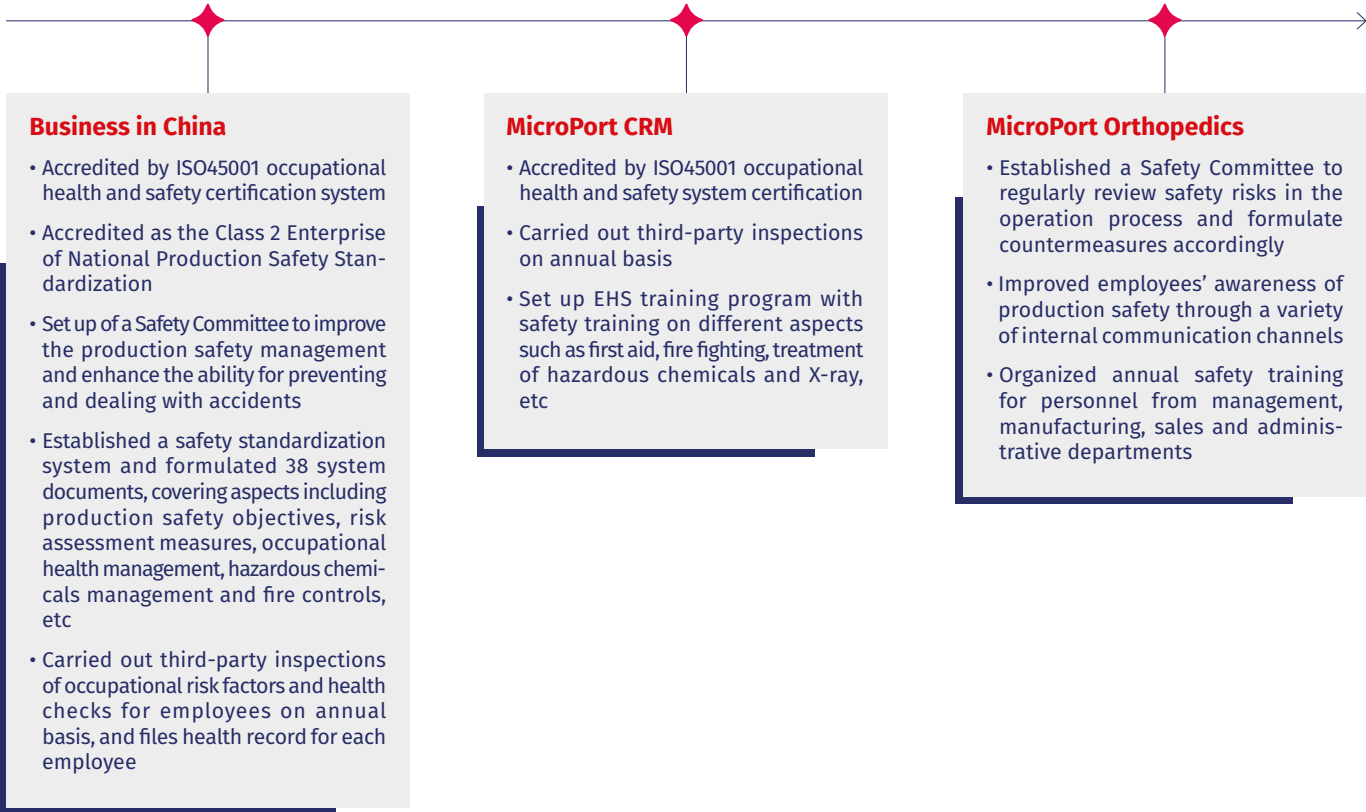 Business in China
• Accredited by ISO45001 occupational
health and safety certification system
• Accredited as the Class 2 Enterprise
of National Production Safety Stan-
dardization
• Set up of a Safety Committee to improve
the production safety management
and enhance the ability for preventing
and dealing with accidents
• Established a safety standardization
system and formulated 38 system
documents, covering aspects including
production safety objectives, risk
assessment measures, occupational
health management, hazardous chemi-
cals management and fire controls,
etc
• Carried out third-party inspections
of occupational risk factors and health
checks for employees on annual
basis, and files health record for each
employee
MicroPort CRM
• Accredited by ISO45001 occupational
health and safety system certification
• Carried out third-party inspections
on annual basis
• Set up EHS training program with
safety training on different aspects
such as first aid, fire fighting, treatment
of hazardous chemicals and X-ray,
etc
MicroPort Orthopedics
• Established a Safety Committee to
regularly review safety risks in the
operation process and formulate
countermeasures accordingly
• Improved employees’ awareness of
production safety through a variety
of internal communication channels
• Organized annual safety training
for personnel from management,
manufacturing, sales and adminis-
trative departments